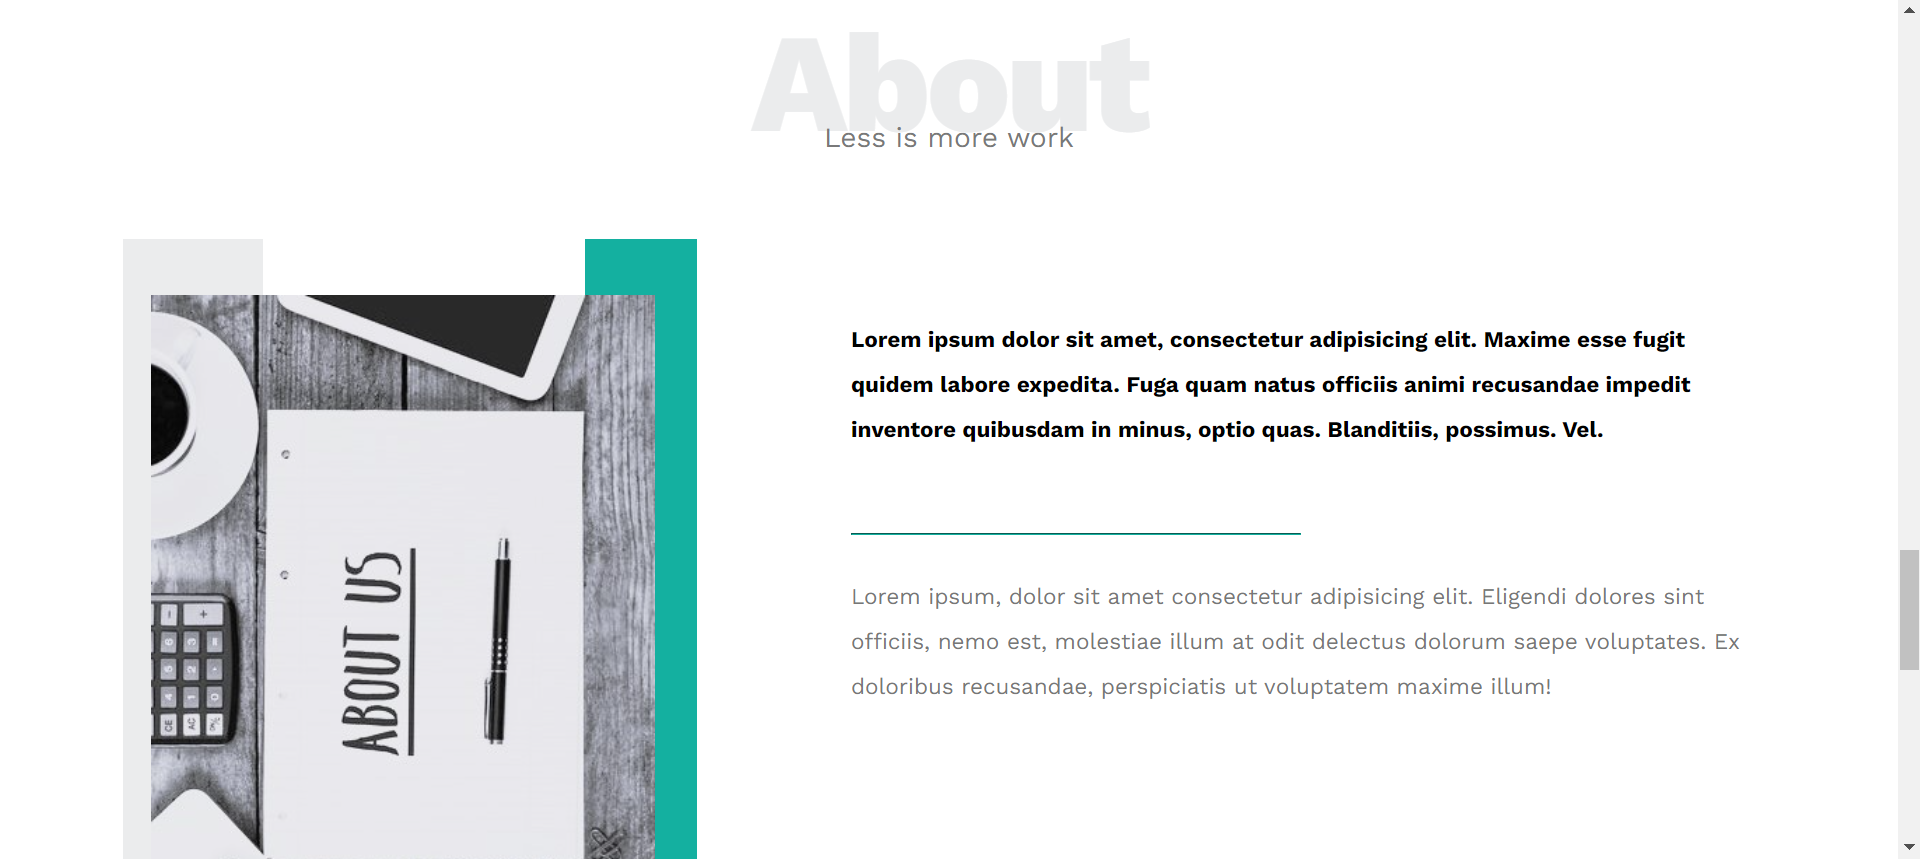 About
Less is more work
ABOUT US
Lorem ipsum dolor sit amet, consectetur adipisicing elit. Maxime esse fugit
quidem labore expedita. Fuga quam natus officiis animi recusandae impedit
inventore quibusdam in minus, optio quas. Blanditiis, possimus. Vel.
Lorem ipsum, dolor sit amet consectetur adipisicing elit. Eligendi dolores sint
officiis, nemo est, molestiae illum at odit delectus dolorum saepe voluptates. Ex
doloribus recusandae, perspiciatis ut voluptatem maxime illum!